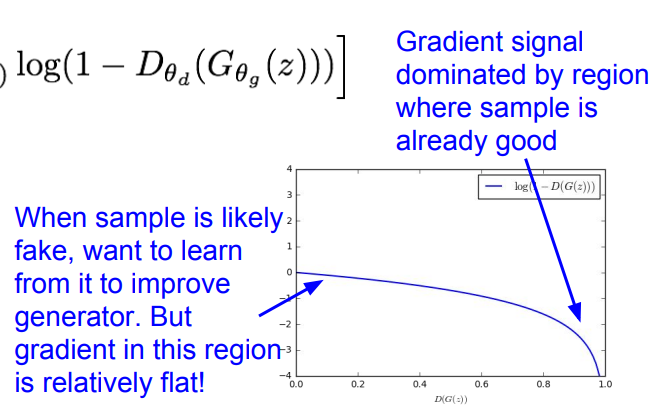 ) log(1 − D_{θ_d}(G_{θ_g}(z)))]
Gradient signal
dominated by region
where sample is
already good
When sample is likely
fake, want to learn
from it to improve
generator. But
gradient in this region
is relatively flat!
4
3
2
1
0
−1
−2
−3
−4
log(1 − D(G(z)))
0.0 0.2 0.4 0.6 0.8 1.0
D(G(z))